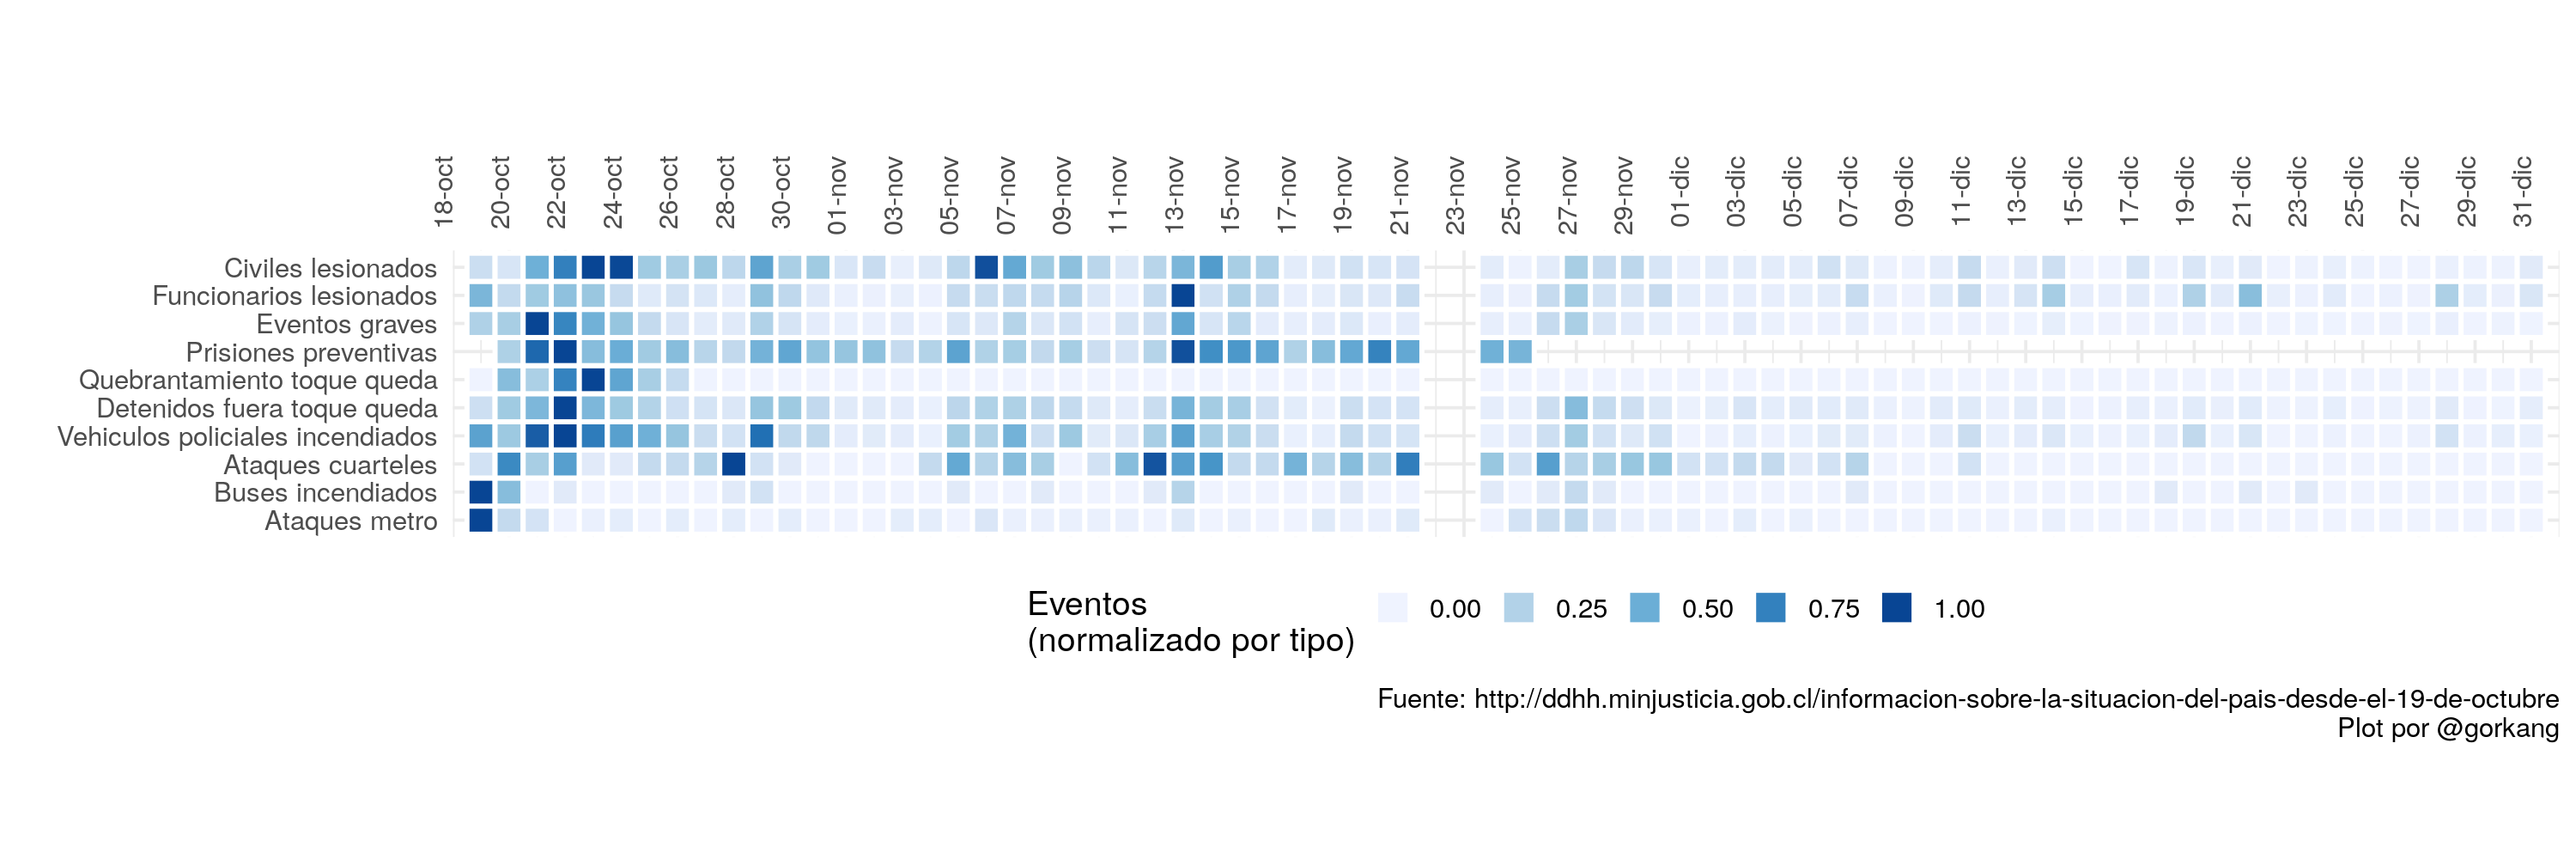 18-oct 20-oct 22-oct 24-oct 26-oct 28-oct 30-oct 01-nov 03-nov 05-nov 07-nov 09-nov 11-nov 13-nov 15-nov 17-nov 19-nov 21-nov 23-nov 25-nov 27-nov 29-nov 01-dic 03-dic 05-dic 07-dic 09-dic 11-dic 13-dic 15-dic 17-dic 19-dic 21-dic 23-dic 25-dic 27-dic 29-dic 31-dic
Civiles lesionados
Funcionarios lesionados
Eventos graves
Prisiones preventivas
Quebrantamiento toque queda
Detenidos fuera toque queda
Vehiculos policiales incendiados
Ataques cuarteles
Buses incendiados
Ataques metro
Eventos
(normalizado por tipo)
0.00 0.25 0.50 0.75 1.00
Fuente: http://ddhh.minjusticia.gob.cl/informacion-sobre-la-situacion-del-pais-desde-el-19-de-octubre
Plot por @gorkang